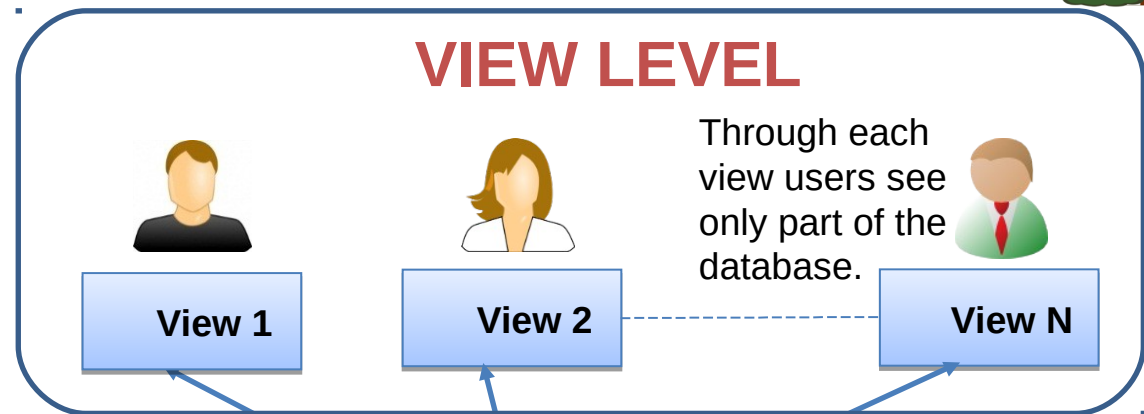 VIEW LEVEL
Through each
view users see
only part of the
database.
View 1
View 2
View N